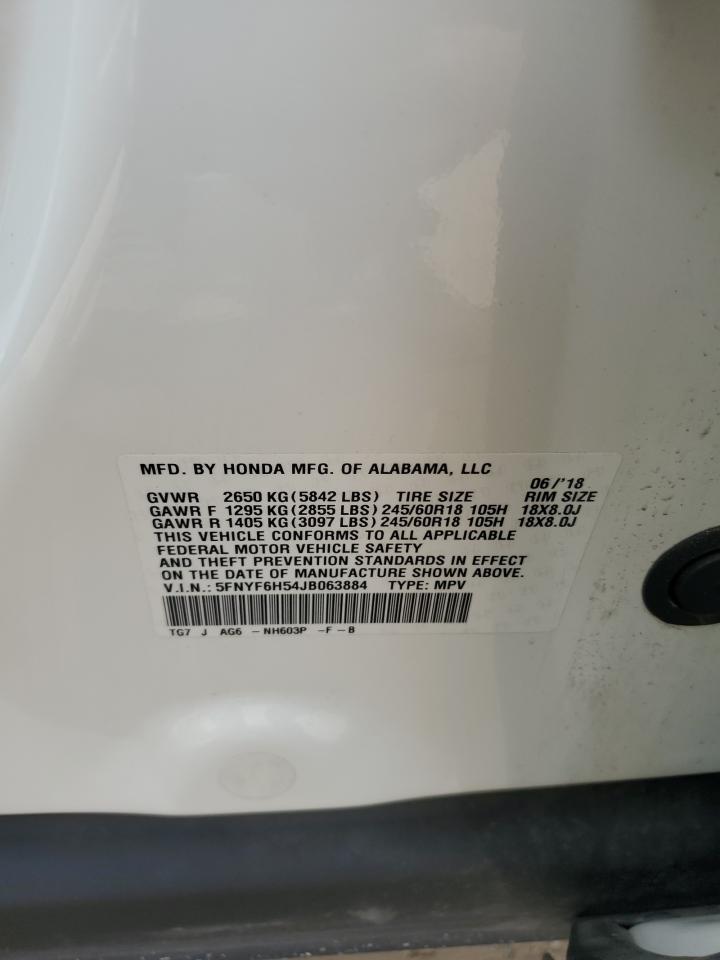 MFD. BY HONDA MFG. OF ALABAMA, LLC
06/'18
GVWR 2650 KG (5842 LBS) TIRE SIZE RIM SIZE
GAWR F 1295 KG (2855 LBS) 245/60R18 105H 18X8.0J
GAWR R 1405 KG (3097 LBS) 245/60R18 105H 18X8.0J
THIS VEHICLE CONFORMS TO ALL APPLICABLE
FEDERAL MOTOR VEHICLE SAFETY
AND THEFT PREVENTION STANDARDS IN EFFECT
ON THE DATE OF MANUFACTURE SHOWN ABOVE.
V.I.N.: 5FNYF6H54JB063884 TYPE: MPV
TG7 J AG6 - NH603P -F - B